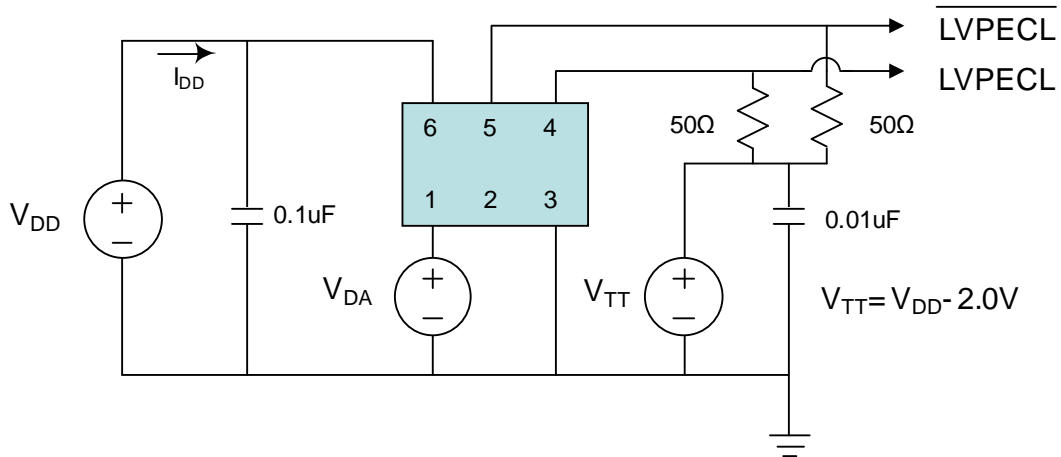 L̅V̅P̅E̅C̅L̅
LVPECL
I_DD
6 5 4
50Ω 50Ω
1 2 3
V_DD
0.1uF
0.01uF
V_DA
V_TT
V_TT= V_DD- 2.0V